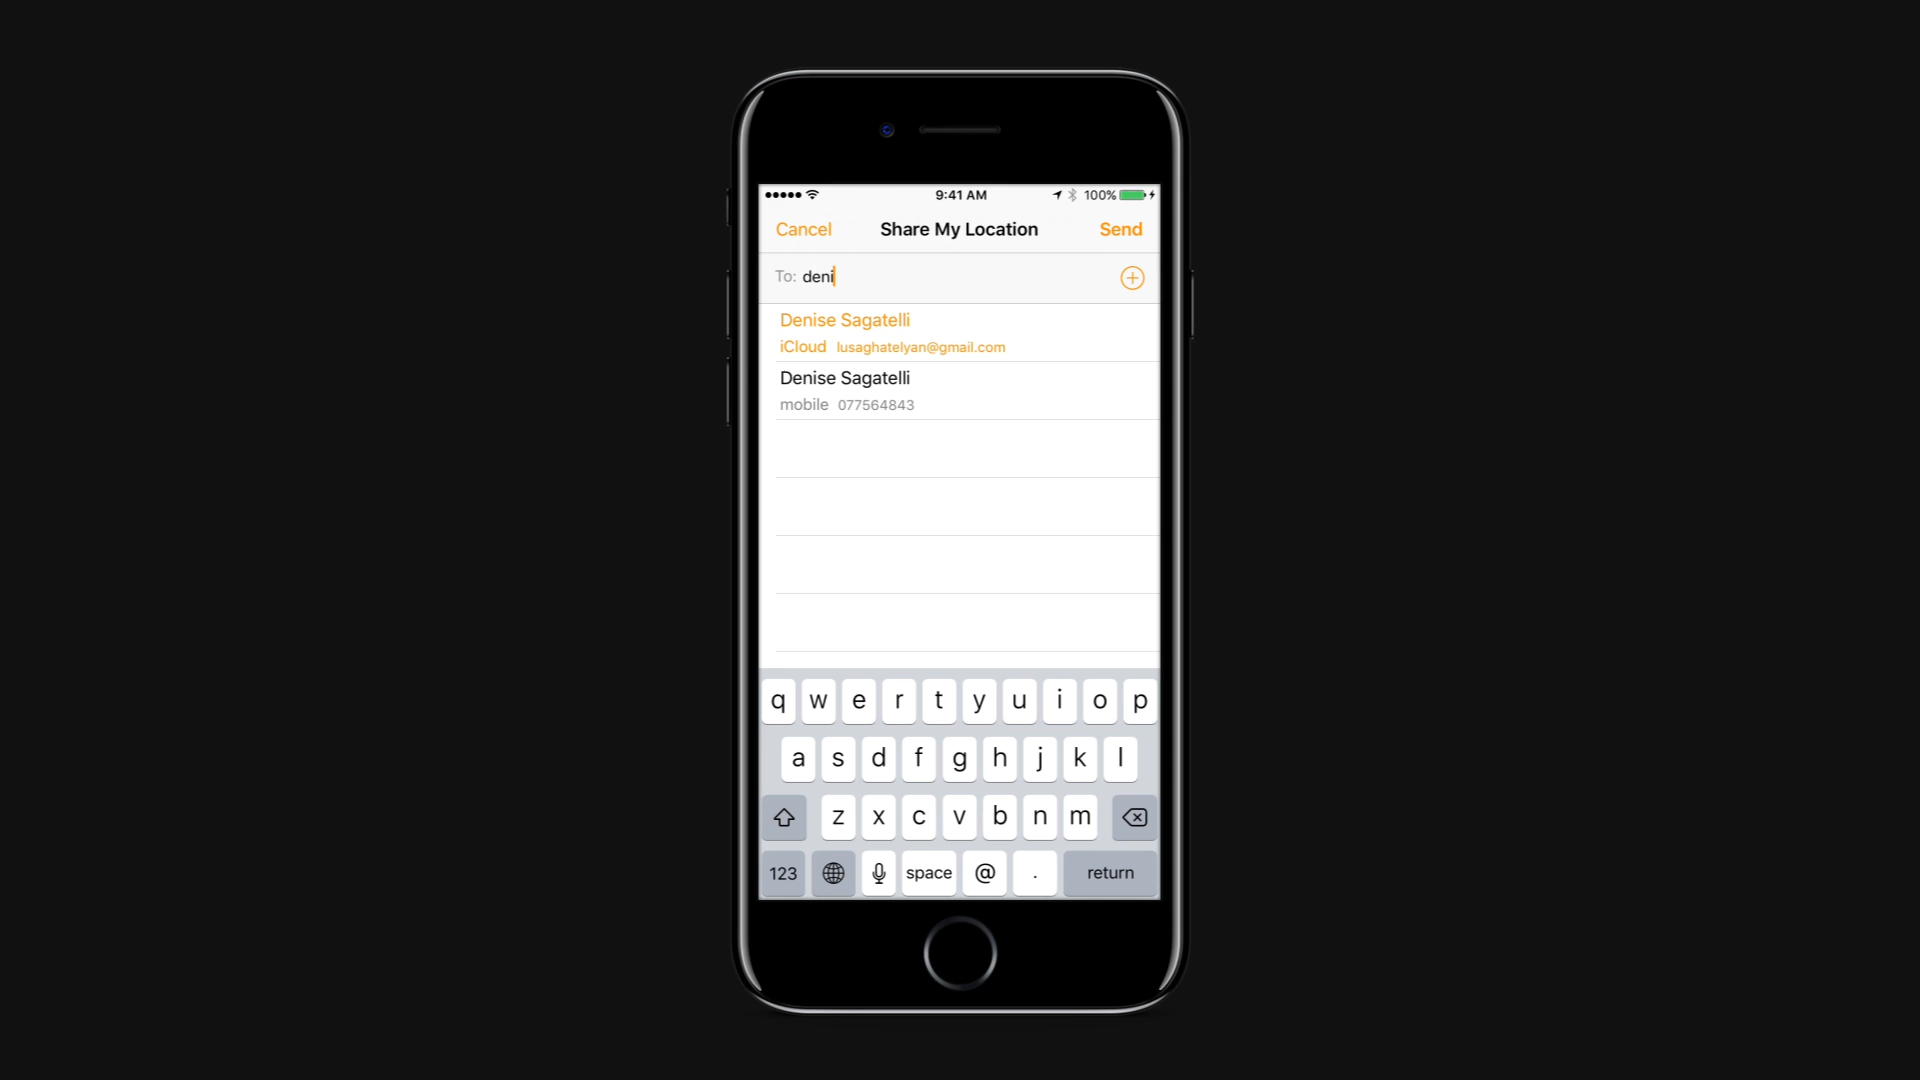 9:41 AM 100%
Cancel Share My Location Send
To: deni
Denise Sagatelli
iCloud lusaghatelyan@gmail.com
Denise Sagatelli
mobile 077564843
q w e r t y u i o p
a s d f g h j k l
z x c v b n m
123 space @ . return